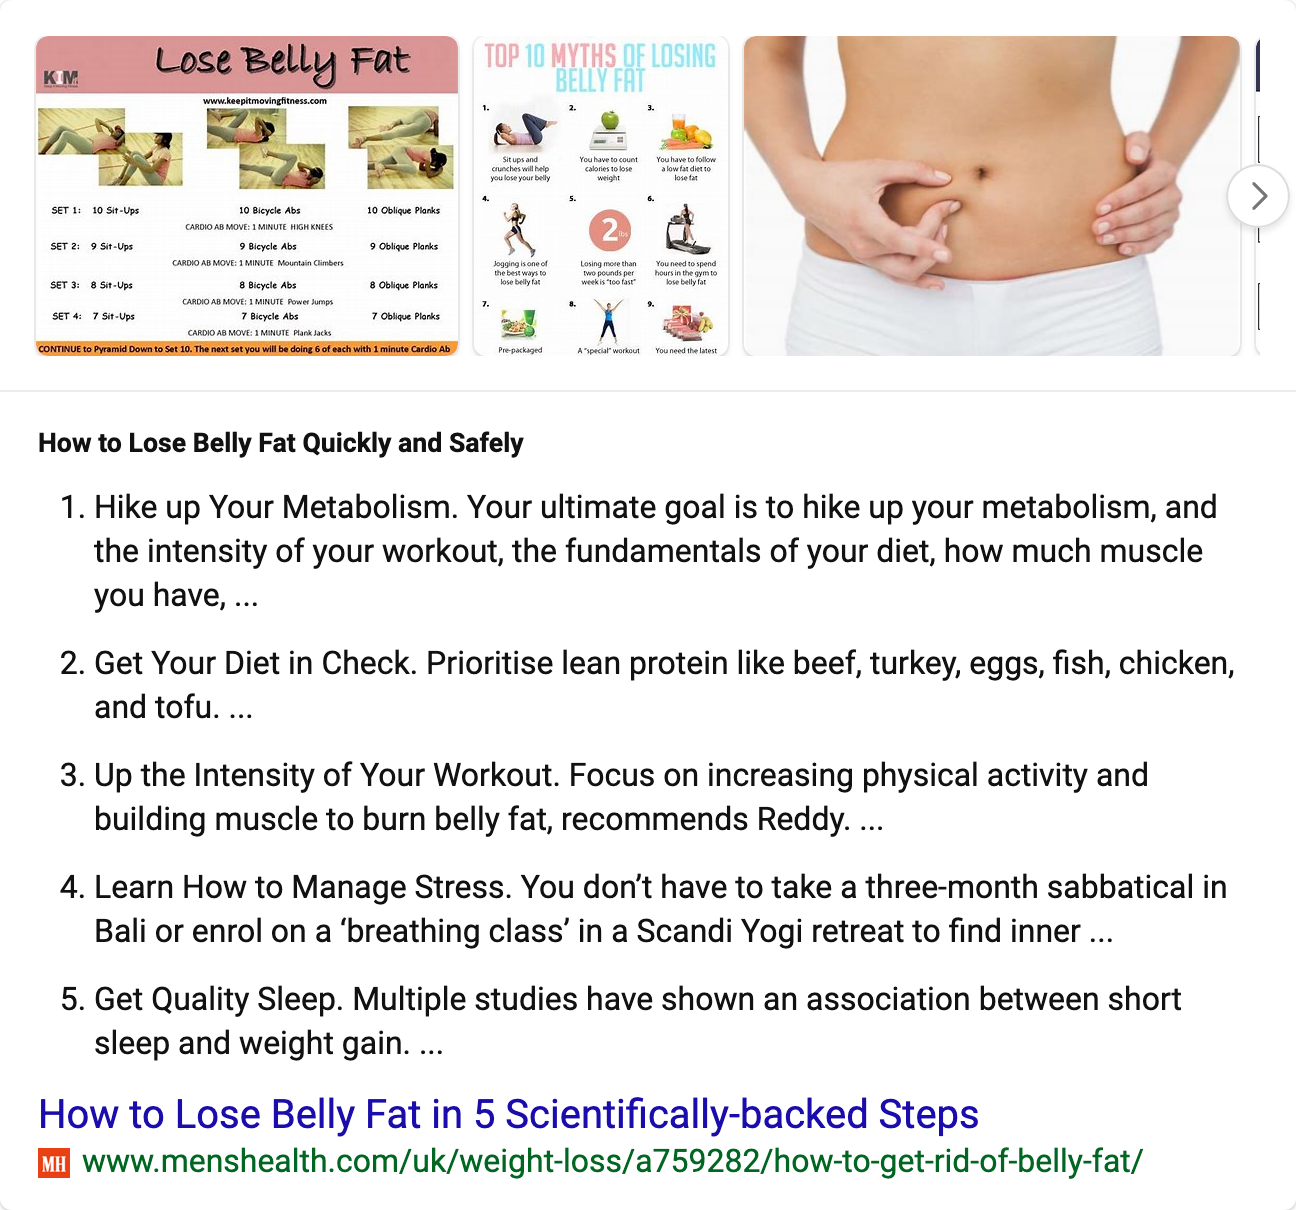 Lose Belly Fat
KIM
www.keepitmovingfitness.com
SET 1: 10 Sit-Ups 10 Bicycle Abs 10 Oblique Planks
CARDIO AB MOVE: 1 MINUTE HIGH KNEES
SET 2: 9 Sit-Ups 9 Bicycle Abs 9 Oblique Planks
CARDIO AB MOVE: 1 MINUTE Mountain Climbers
SET 3: 8 Sit-Ups 8 Bicycle Abs 8 Oblique Planks
CARDIO AB MOVE: 1 MINUTE Power Jumps
SET 4: 7 Sit-Ups 7 Bicycle Abs 7 Oblique Planks
CARDIO AB MOVE: 1 MINUTE Plank Jacks
CONTINUE to Pyramid Down to Set 10. The next set you will be doing 6 of each with 1 minute Cardio Ab
TOP 10 MYTHS OF LOSING
BELLY FAT
1.
Sit ups and
crunches will help
you lose your belly
2.
You have to count
calories to lose
weight
3.
You have to follow
a low fat diet to
lose fat
4.
Jogging is one of
the best ways to
lose belly fat
5.
2 lbs
Losing more than
two pounds per
week is "too fast"
6.
You need to spend
hours in the gym to
lose belly fat
7.
Pre-packaged
8.
A "special" workout
9.
You need the latest
How to Lose Belly Fat Quickly and Safely
1. Hike up Your Metabolism. Your ultimate goal is to hike up your metabolism, and
the intensity of your workout, the fundamentals of your diet, how much muscle
you have, ...
2. Get Your Diet in Check. Prioritise lean protein like beef, turkey, eggs, fish, chicken,
and tofu. ...
3. Up the Intensity of Your Workout. Focus on increasing physical activity and
building muscle to burn belly fat, recommends Reddy. ...
4. Learn How to Manage Stress. You don’t have to take a three-month sabbatical in
Bali or enrol on a ‘breathing class’ in a Scandi Yogi retreat to find inner ...
5. Get Quality Sleep. Multiple studies have shown an association between short
sleep and weight gain. ...
How to Lose Belly Fat in 5 Scientifically-backed Steps
MH www.menshealth.com/uk/weight-loss/a759282/how-to-get-rid-of-belly-fat/